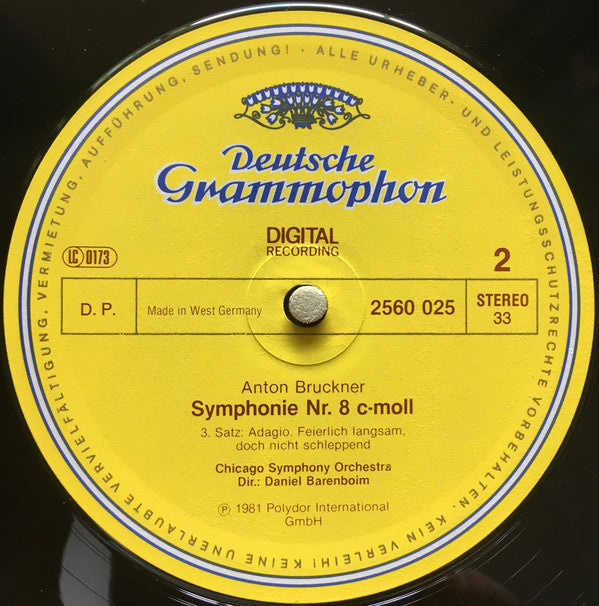 ALLE URHEBER- UND LEISTUNGSSCHUTZRECHTE VORBEHALTEN. KEIN VERLEIH! KEINE UNERLAUBTE VERVIELFÄLTIGUNG, VERMIETUNG, AUFFÜHRUNG, SENDUNG! ·
Deutsche
Grammophon
DIGITAL
RECORDING
LC 0173
2
D. P.
Made in West Germany
2560 025
STEREO
33
Anton Bruckner
Symphonie Nr. 8 c-moll
3. Satz: Adagio. Feierlich langsam,
doch nicht schleppend
Chicago Symphony Orchestra
Dir.: Daniel Barenboim
Ⓟ 1981 Polydor International
GmbH